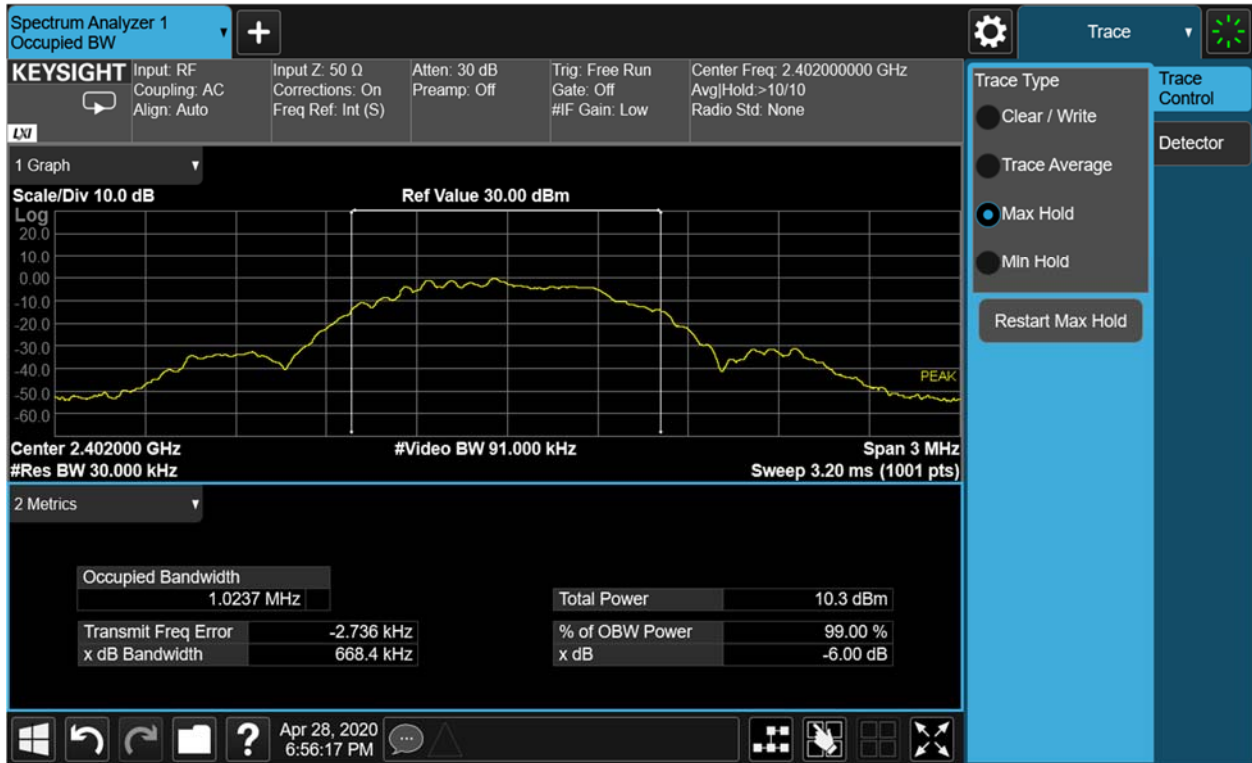 Spectrum Analyzer 1
Occupied BW
+
Trace
KEYSIGHT
LXI
Input: RF
Coupling: AC
Align: Auto
Input Z: 50 Ω
Corrections: On
Freq Ref: Int (S)
Atten: 30 dB
Preamp: Off
Trig: Free Run
Gate: Off
#IF Gain: Low
Center Freq: 2.402000000 GHz
Avg|Hold:>10/10
Radio Std: None
Trace Type
Clear / Write
Trace Average
Max Hold
Min Hold
Restart Max Hold
Trace
Control
Detector
1 Graph
Scale/Div 10.0 dB
Ref Value 30.00 dBm
Log
20.0
10.0
0.00
-10.0
-20.0
-30.0
-40.0
-50.0
-60.0
PEAK
Center 2.402000 GHz
#Video BW 91.000 kHz
Span 3 MHz
#Res BW 30.000 kHz
Sweep 3.20 ms (1001 pts)
2 Metrics
Occupied Bandwidth
1.0237 MHz
Total Power 10.3 dBm
Transmit Freq Error -2.736 kHz
% of OBW Power 99.00 %
x dB Bandwidth 668.4 kHz
x dB -6.00 dB
?
Apr 28, 2020
6:56:17 PM